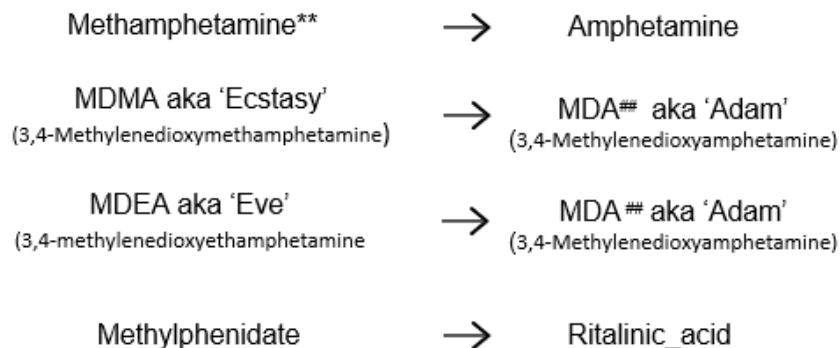 Methamphetamine** → Amphetamine
MDMA aka ‘Ecstasy’ → MDA## aka ‘Adam’
(3,4-Methylenedioxymethamphetamine) (3,4-Methylenedioxyamphetamine)
MDEA aka ‘Eve’ → MDA## aka ‘Adam’
(3,4-methylenedioxyethamphetamine (3,4-Methylenedioxyamphetamine)
Methylphenidate → Ritalinic_acid